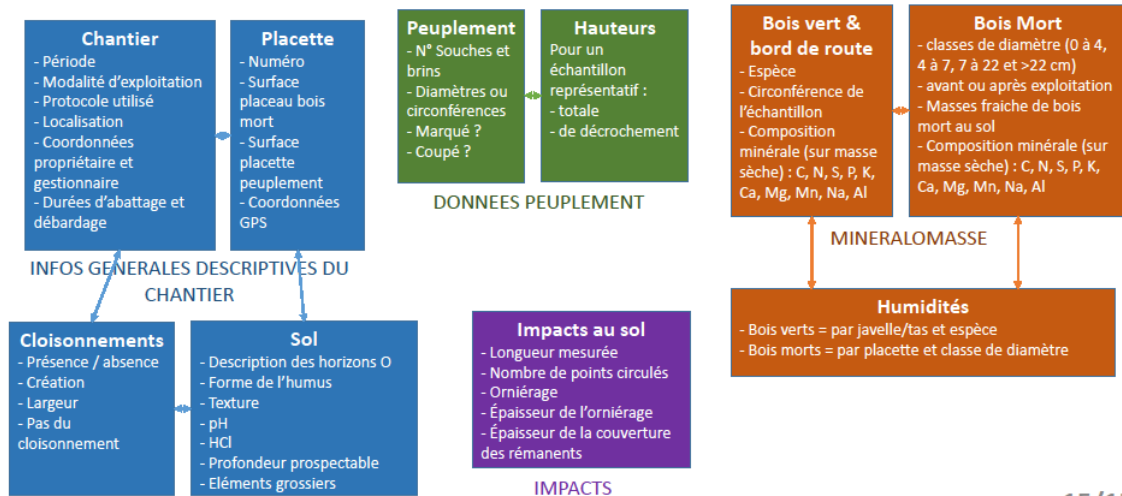 Chantier
- Période
- Modalité d'exploitation
- Protocole utilisé
- Localisation
- Coordonnées
propriétaire et
gestionnaire
- Durées d'abattage et
débardage
Placette
- Numéro
- Surface
placeau bois
mort
- Surface
placette
peuplement
- Coordonnées
GPS
INFOS GENERALES DESCRIPTIVES DU
CHANTIER
Cloisonnements
- Présence / absence
- Création
- Largeur
- Pas du
cloisonnement
Sol
- Description des horizons O
- Forme de l'humus
- Texture
- pH
- HCl
- Profondeur prospectable
- Eléments grossiers
Peuplement
- N° Souches et
brins
- Diamètres ou
circonférences
- Marqué ?
- Coupé ?
Hauteurs
Pour un
échantillon
représentatif :
- totale
- de décrochement
DONNEES PEUPLEMENT
Impacts au sol
- Longueur mesurée
- Nombre de points circulés
- Orniérage
- Épaisseur de l'orniérage
- Épaisseur de la couverture
des rémanents
IMPACTS
Bois vert &
bord de route
- Espèce
- Circonférence de
l'échantillon
- Composition
minérale (sur masse
sèche) : C, N, S, P, K,
Ca, Mg, Mn, Na, Al
Bois Mort
- classes de diamètre (0 à 4,
4 à 7, 7 à 22 et >22 cm)
- avant ou après exploitation
- Masses fraiche de bois
mort au sol
- Composition minérale (sur
masse sèche) : C, N, S, P, K,
Ca, Mg, Mn, Na, Al
MINERALOMASSE
Humidités
- Bois verts = par javelle/tas et espèce
- Bois morts = par placette et classe de diamètre